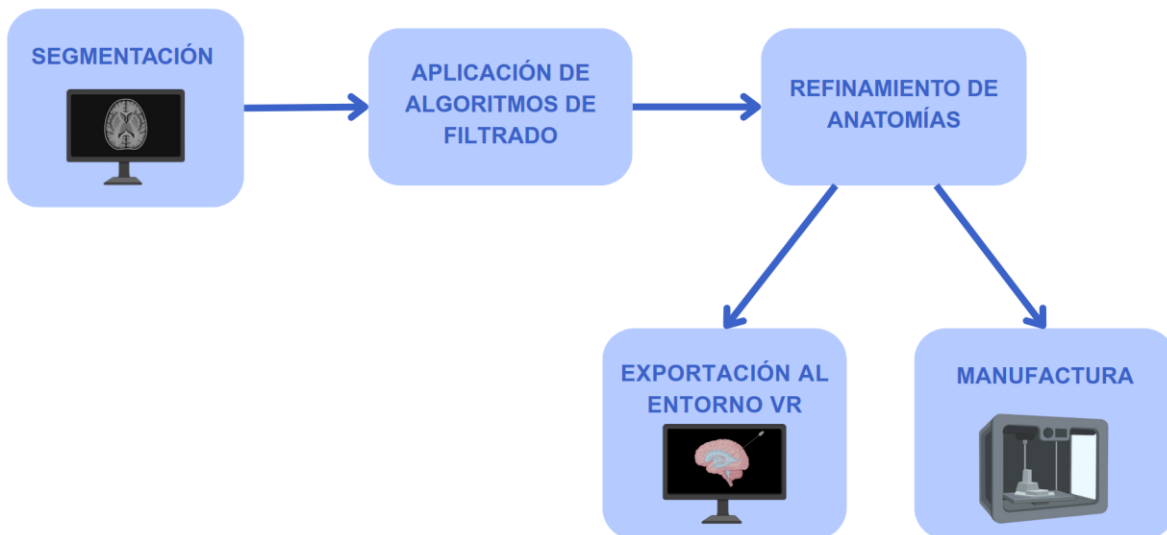 SEGMENTACIÓN
APLICACIÓN DE
ALGORITMOS DE
FILTRADO
REFINAMIENTO DE
ANATOMÍAS
EXPORTACIÓN AL
ENTORNO VR
MANUFACTURA